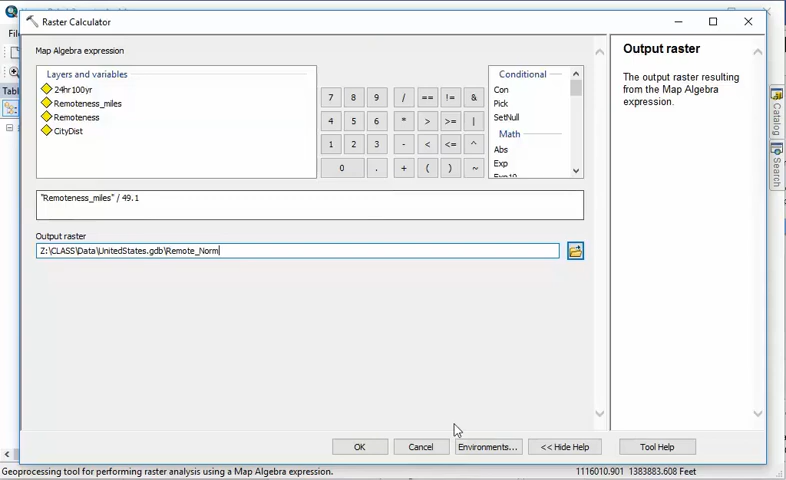 Raster Calculator
Fil
Map Algebra expression
Layers and variables
24hr100yr
Remoteness_miles
Remoteness
CityDist
7 8 9 / == != &
4 5 6 * > >= |
1 2 3 - < <= ^
0 . + ( ) ~
Conditional
Con
Pick
SetNull
Math
Abs
Exp
Exp10
"Remoteness_miles" / 49.1
Output raster
Z:\CLASS\Data\UnitedStates.gdb\Remote_Norm
OK
Cancel
Environments...
<< Hide Help
Tool Help
Output raster
The output raster resulting
from the Map Algebra
expression.
Catalog
Search
Tabl
Geoprocessing tool for performing raster analysis using a Map Algebra expression.
1116010.901 1383883.608 Feet